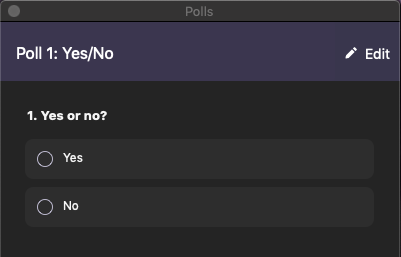 Polls
Poll 1: Yes/No
Edit
1. Yes or no?
Yes
No